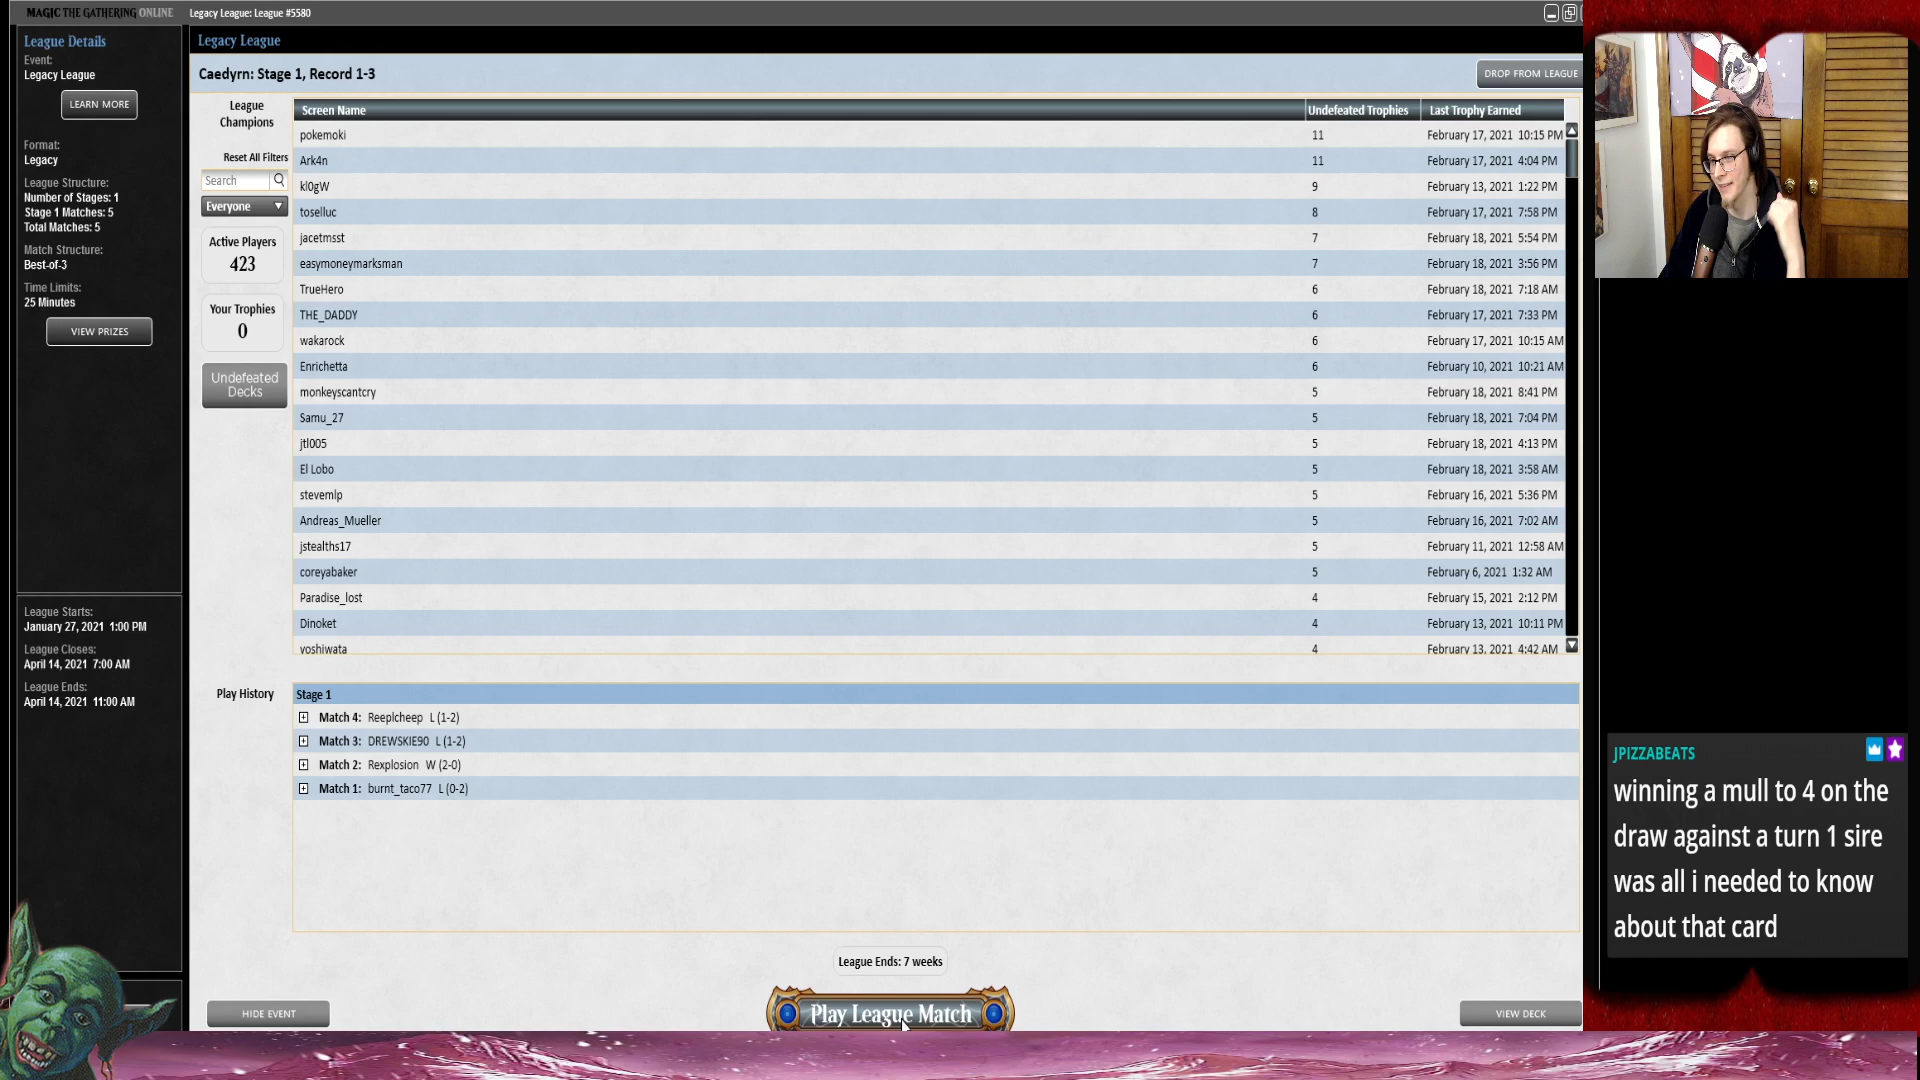 MAGIC THE GATHERING ONLINE
Legacy League: League #5580
League Details
Event:
Legacy League
LEARN MORE
Format:
Legacy
League Structure:
Number of Stages: 1
Stage 1 Matches: 5
Total Matches: 5
Match Structure:
Best-of-3
Time Limits:
25 Minutes
VIEW PRIZES
League Starts:
January 27, 2021 1:00 PM
League Closes:
April 14, 2021 7:00 AM
League Ends:
April 14, 2021 11:00 AM
Legacy League
Caedyrn: Stage 1, Record 1-3
DROP FROM LEAGUE
League
Champions
Reset All Filters
Search
Everyone
Active Players
423
Your Trophies
0
Undefeated
Decks
Screen Name Undefeated Trophies Last Trophy Earned
pokemoki 11 February 17, 2021 10:15 PM
Ark4n 11 February 17, 2021 4:04 PM
kl0gW 9 February 13, 2021 1:22 PM
toselluc 8 February 17, 2021 7:58 PM
jacetmsst 7 February 18, 2021 5:54 PM
easymoneymarksman 7 February 18, 2021 3:56 PM
TrueHero 6 February 18, 2021 7:18 AM
THE_DADDY 6 February 17, 2021 7:33 PM
wakarock 6 February 17, 2021 10:15 AM
Enrichetta 6 February 10, 2021 10:21 AM
monkeyscantcry 5 February 18, 2021 8:41 PM
Samu_27 5 February 18, 2021 7:04 PM
jtl005 5 February 18, 2021 4:13 PM
El Lobo 5 February 18, 2021 3:58 AM
stevemlp 5 February 16, 2021 5:36 PM
Andreas_Mueller 5 February 16, 2021 7:02 AM
jstealths17 5 February 11, 2021 12:58 AM
coreyabaker 5 February 6, 2021 1:32 AM
Paradise_lost 4 February 15, 2021 2:12 PM
Dinoket 4 February 13, 2021 10:11 PM
yoshiwata 4 February 13, 2021 4:42 AM
Play History
Stage 1
Match 4: Reeplcheep L (1-2)
Match 3: DREWSKIE90 L (1-2)
Match 2: Rexplosion W (2-0)
Match 1: burnt_taco77 L (0-2)
League Ends: 7 weeks
HIDE EVENT
Play League Match
VIEW DECK
JPIZZABEATS
winning a mull to 4 on the
draw against a turn 1 sire
was all i needed to know
about that card